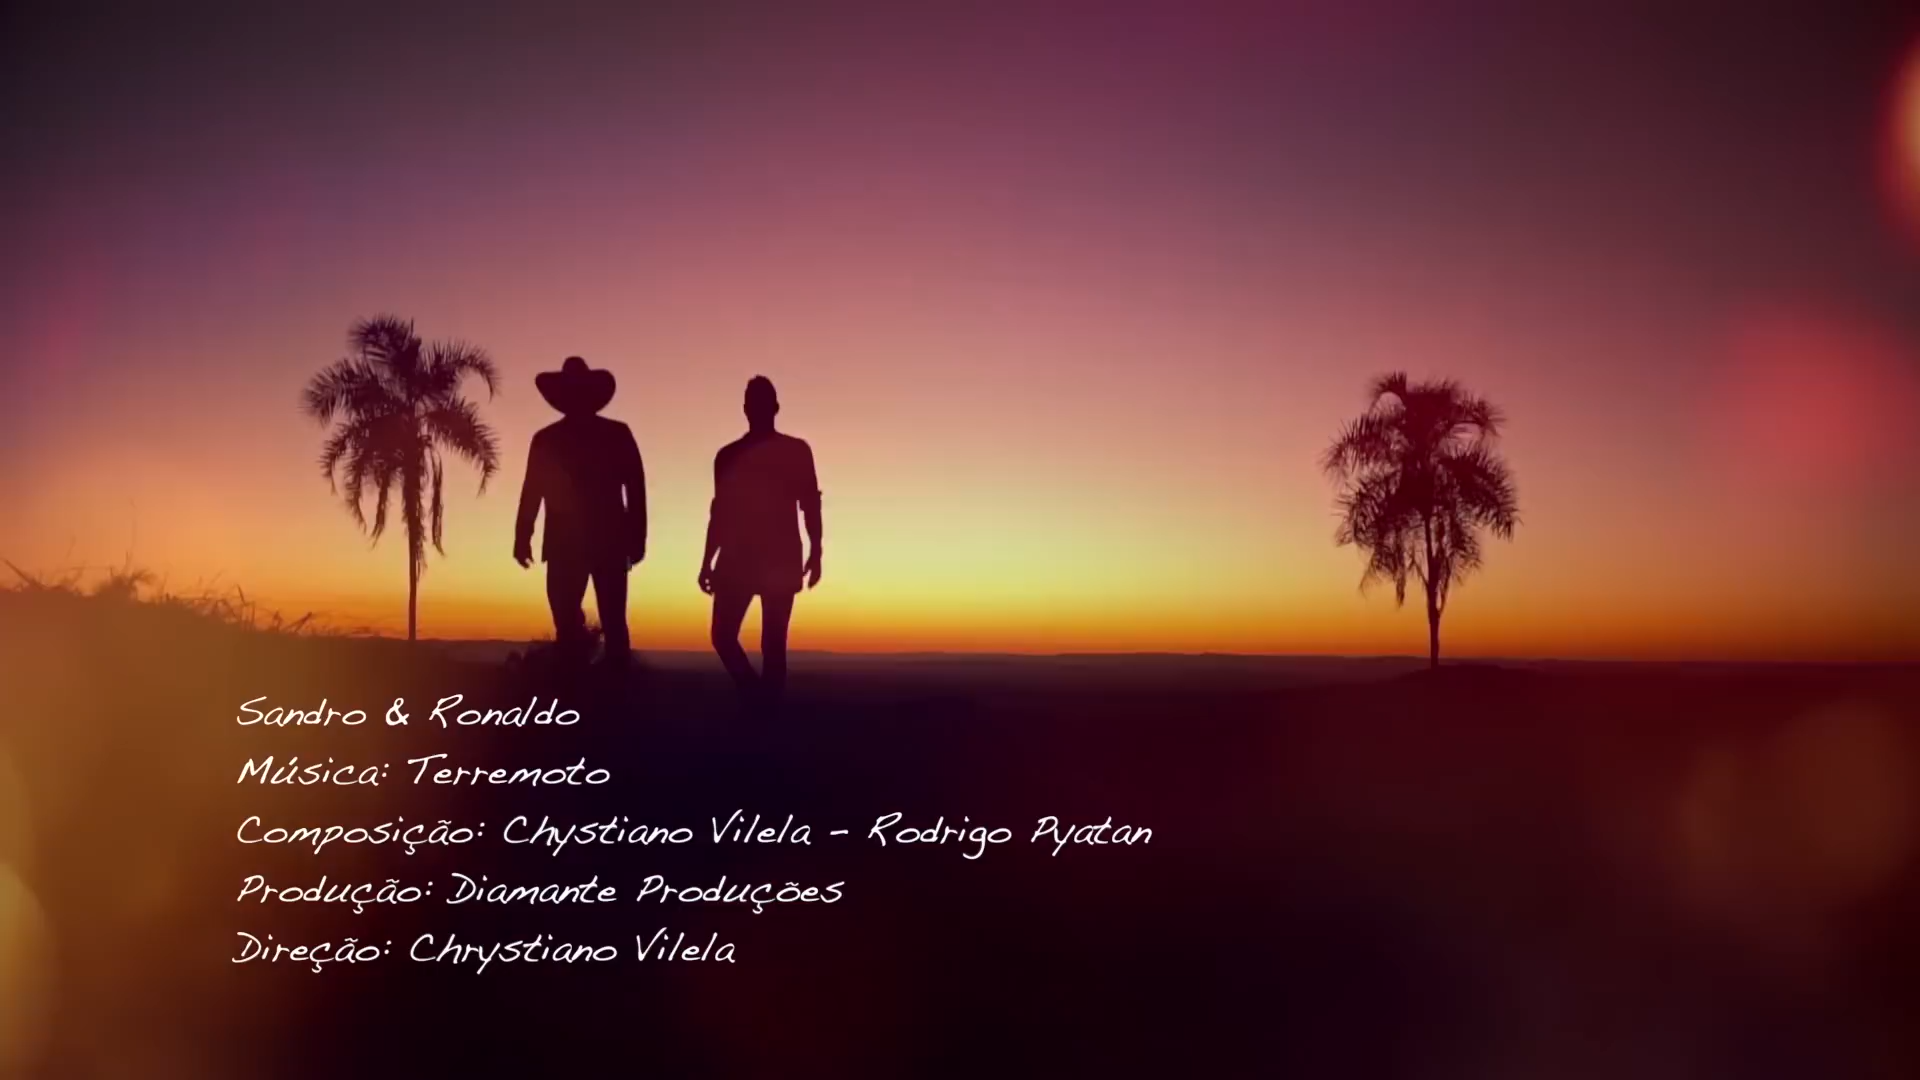 Sandro & Ronaldo
Música: Terremoto
Composição: Chystiano Vilela - Rodrigo Pyatan
Produção: Diamante Produções
Direção: Chrystiano Vilela